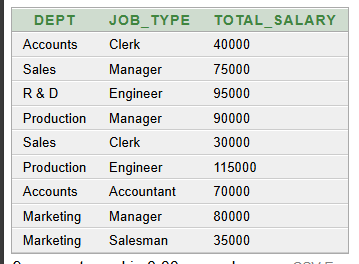 DEPT JOB_TYPE TOTAL_SALARY
Accounts Clerk 40000
Sales Manager 75000
R & D Engineer 95000
Production Manager 90000
Sales Clerk 30000
Production Engineer 115000
Accounts Accountant 70000
Marketing Manager 80000
Marketing Salesman 35000